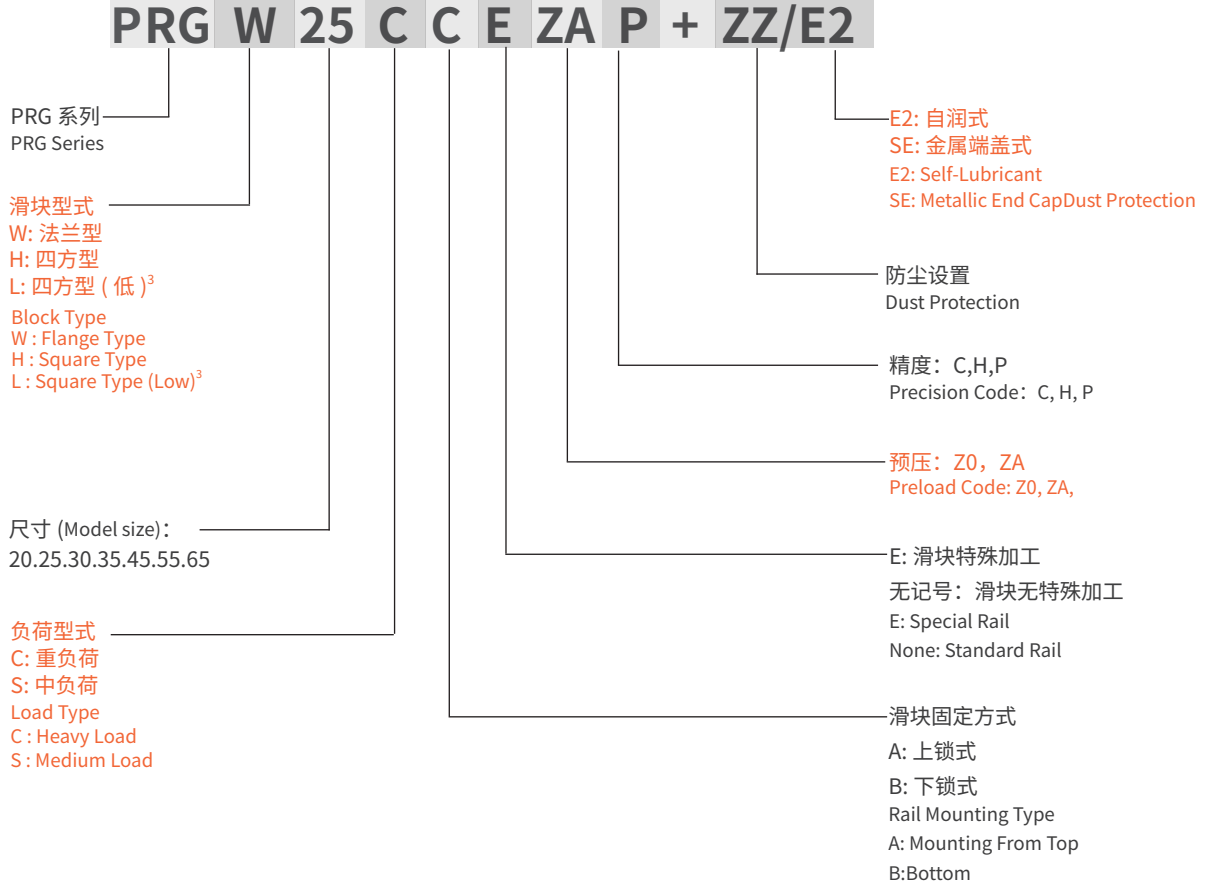 PRG W 25 C C E ZA P + ZZ/E2
PRG 系列
PRG Series
滑块型式
W: 法兰型
H: 四方型
L: 四方型 ( 低 )3
Block Type
W : Flange Type
H : Square Type
L : Square Type (Low)3
尺寸 (Model size)：
20.25.30.35.45.55.65
负荷型式
C: 重负荷
S: 中负荷
Load Type
C : Heavy Load
S : Medium Load
E2: 自润式
SE: 金属端盖式
E2: Self-Lubricant
SE: Metallic End CapDust Protection
防尘设置
Dust Protection
精度：C,H,P
Precision Code：C, H, P
预压：Z0，ZA
Preload Code: Z0, ZA,
E: 滑块特殊加工
无记号：滑块无特殊加工
E: Special Rail
None: Standard Rail
滑块固定方式
A: 上锁式
B: 下锁式
Rail Mounting Type
A: Mounting From Top
B:Bottom